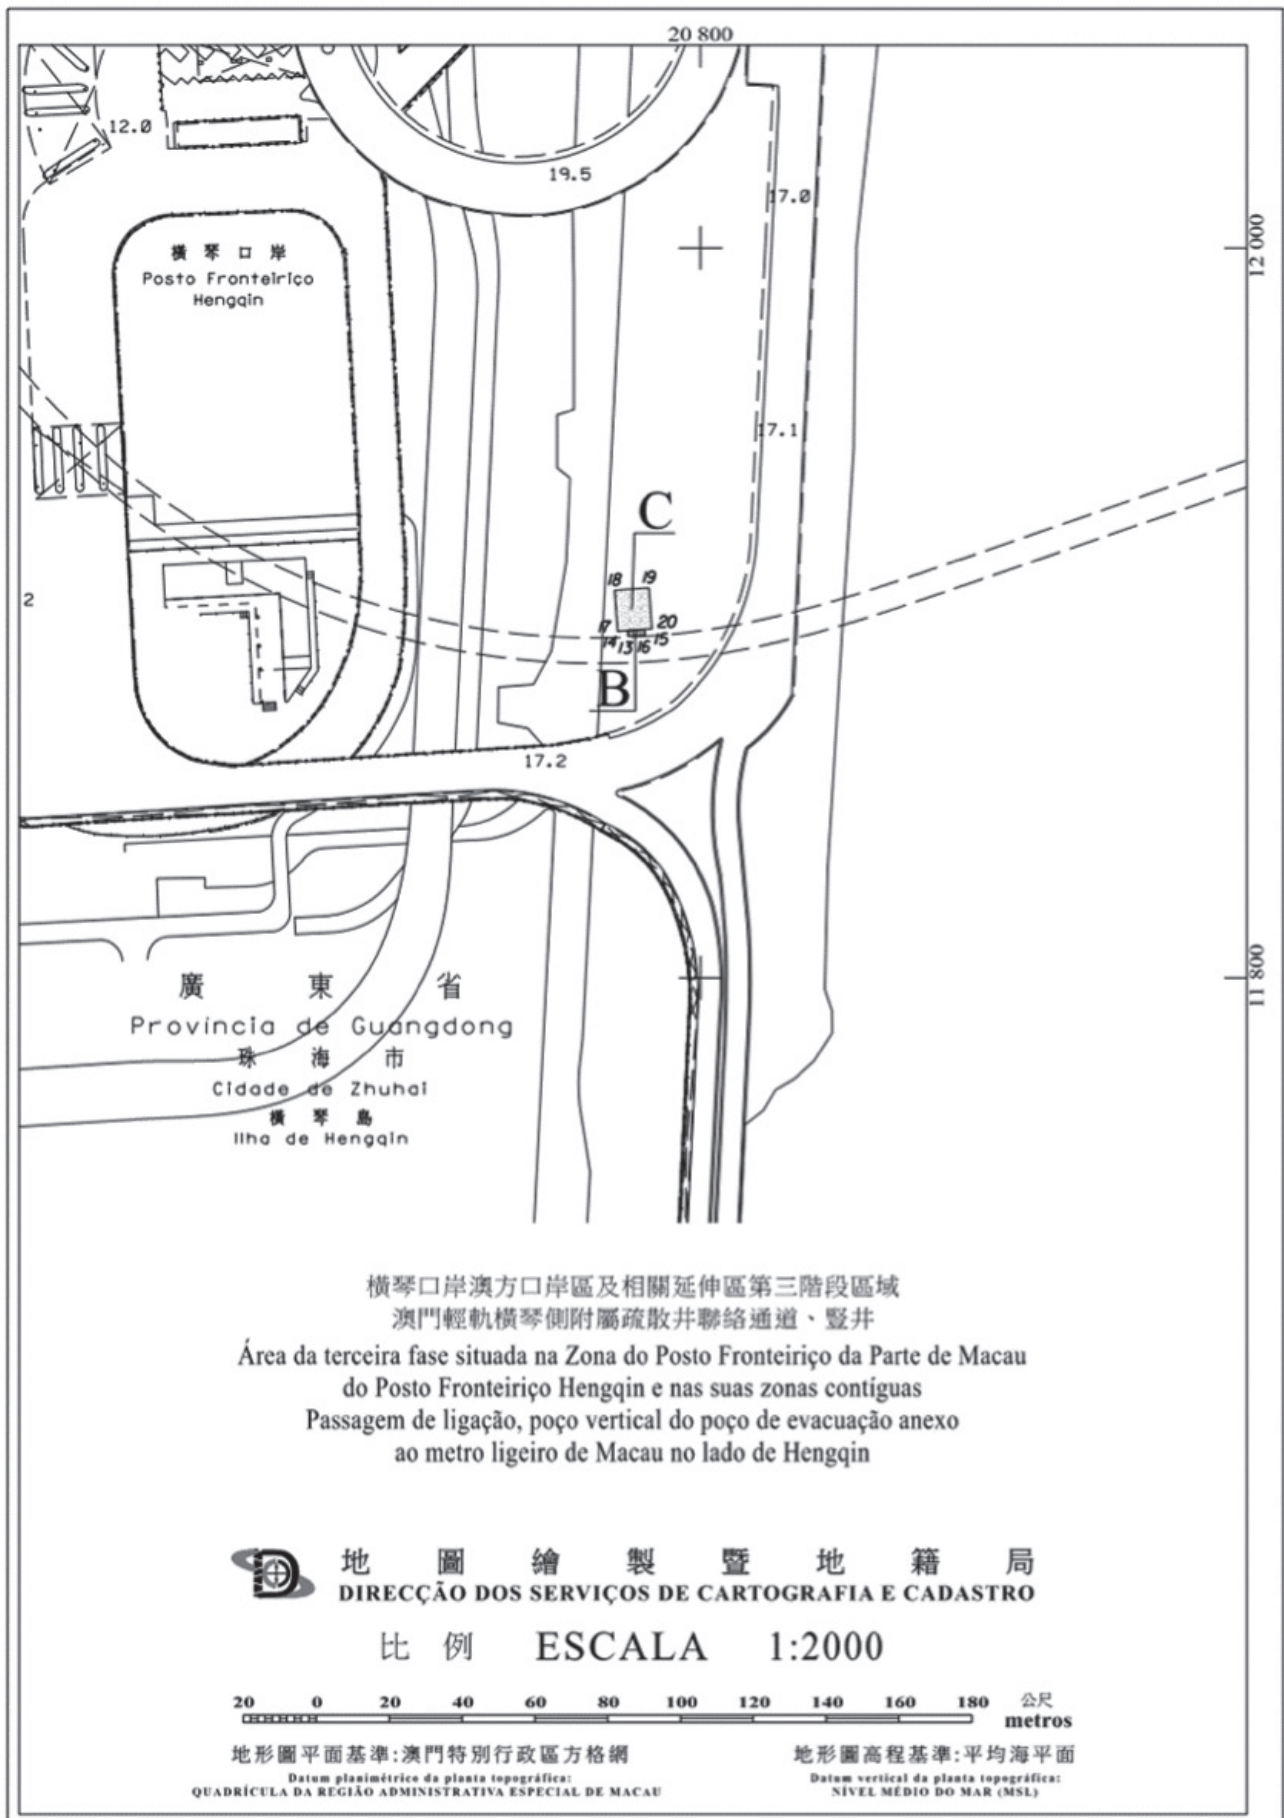 20 800
12.0
19.5
17.0
12 000
橫琴口岸
Posto Fronteiriço
Hengqin
17.1
C
18 19
2
17 20
14 13 16 15
B
17.2
11 800
廣東省
Província de Guangdong
珠海市
Cidade de Zhuhai
橫琴島
Ilha de Hengqin
橫琴口岸澳方口岸區及相關延伸區第三階段區域
澳門輕軌橫琴側附屬疏散井聯絡通道、豎井
Área da terceira fase situada na Zona do Posto Fronteiriço da Parte de Macau
do Posto Fronteiriço Hengqin e nas suas zonas contíguas
Passagem de ligação, poço vertical do poço de evacuação anexo
ao metro ligeiro de Macau no lado de Hengqin
地圖繪製暨地籍局
DIRECÇÃO DOS SERVIÇOS DE CARTOGRAFIA E CADASTRO
比例 ESCALA 1:2000
20 0 20 40 60 80 100 120 140 160 180 公尺
metros
地形圖平面基準:澳門特別行政區方格網 地形圖高程基準:平均海平面
Datum planimétrico da planta topográfica: Datum vertical da planta topográfica:
QUADRÍCULA DA REGIÃO ADMINISTRATIVA ESPECIAL DE MACAU NÍVEL MÉDIO DO MAR (MSL)